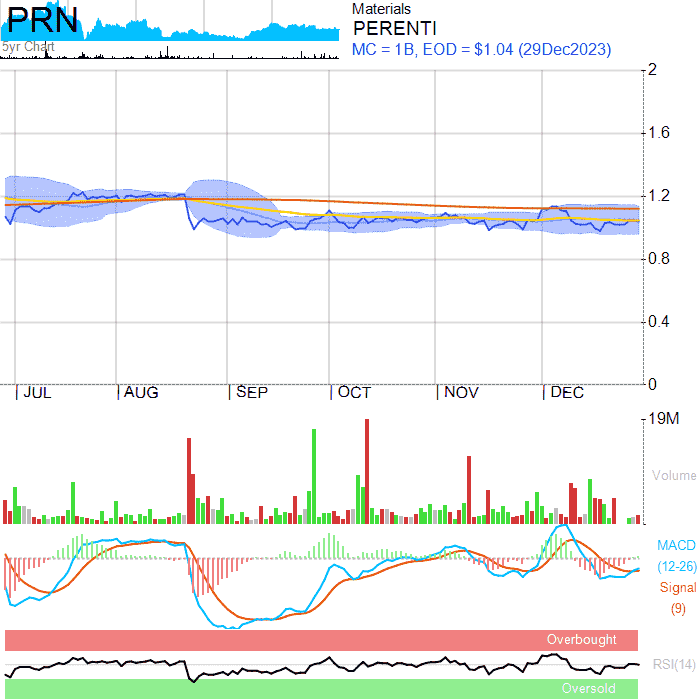 PRN
5yr Chart
Materials
PERENTI
MC = 1B, EOD = $1.04 (29Dec2023)
2
1.6
1.2
0.8
0.4
0
JUL AUG SEP OCT NOV DEC
19M
Volume
MACD
(12-26)
Signal
(9)
Overbought
RSI(14)
Oversold